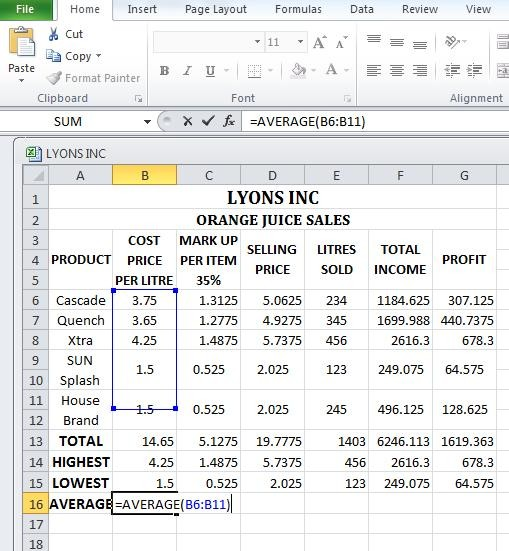 File Home Insert Page Layout Formulas Data Review View
Cut
Copy
Format Painter
Paste
11 A A
B I U A
Clipboard Font Alignment
SUM fx =AVERAGE(B6:B11)
LYONS INC
A B C D E F G
1 LYONS INC
2 ORANGE JUICE SALES
3 COST MARK UP
4 PRODUCT PRICE PER ITEM SELLING PRICE LITRES SOLD TOTAL INCOME PROFIT
5 PER LITRE 35%
6 Cascade 3.75 1.3125 5.0625 234 1184.625 307.125
7 Quench 3.65 1.2775 4.9275 345 1699.988 440.7375
8 Xtra 4.25 1.4875 5.7375 456 2616.3 678.3
9 SUN 1.5 0.525 2.025 123 249.075 64.575
10 Splash
11 House 1.5 0.525 2.025 245 496.125 128.625
12 Brand
13 TOTAL 14.65 5.1275 19.7775 1403 6246.113 1619.363
14 HIGHEST 4.25 1.4875 5.7375 456 2616.3 678.3
15 LOWEST 1.5 0.525 2.025 123 249.075 64.575
16 AVERAGE =AVERAGE(B6:B11)
17
18